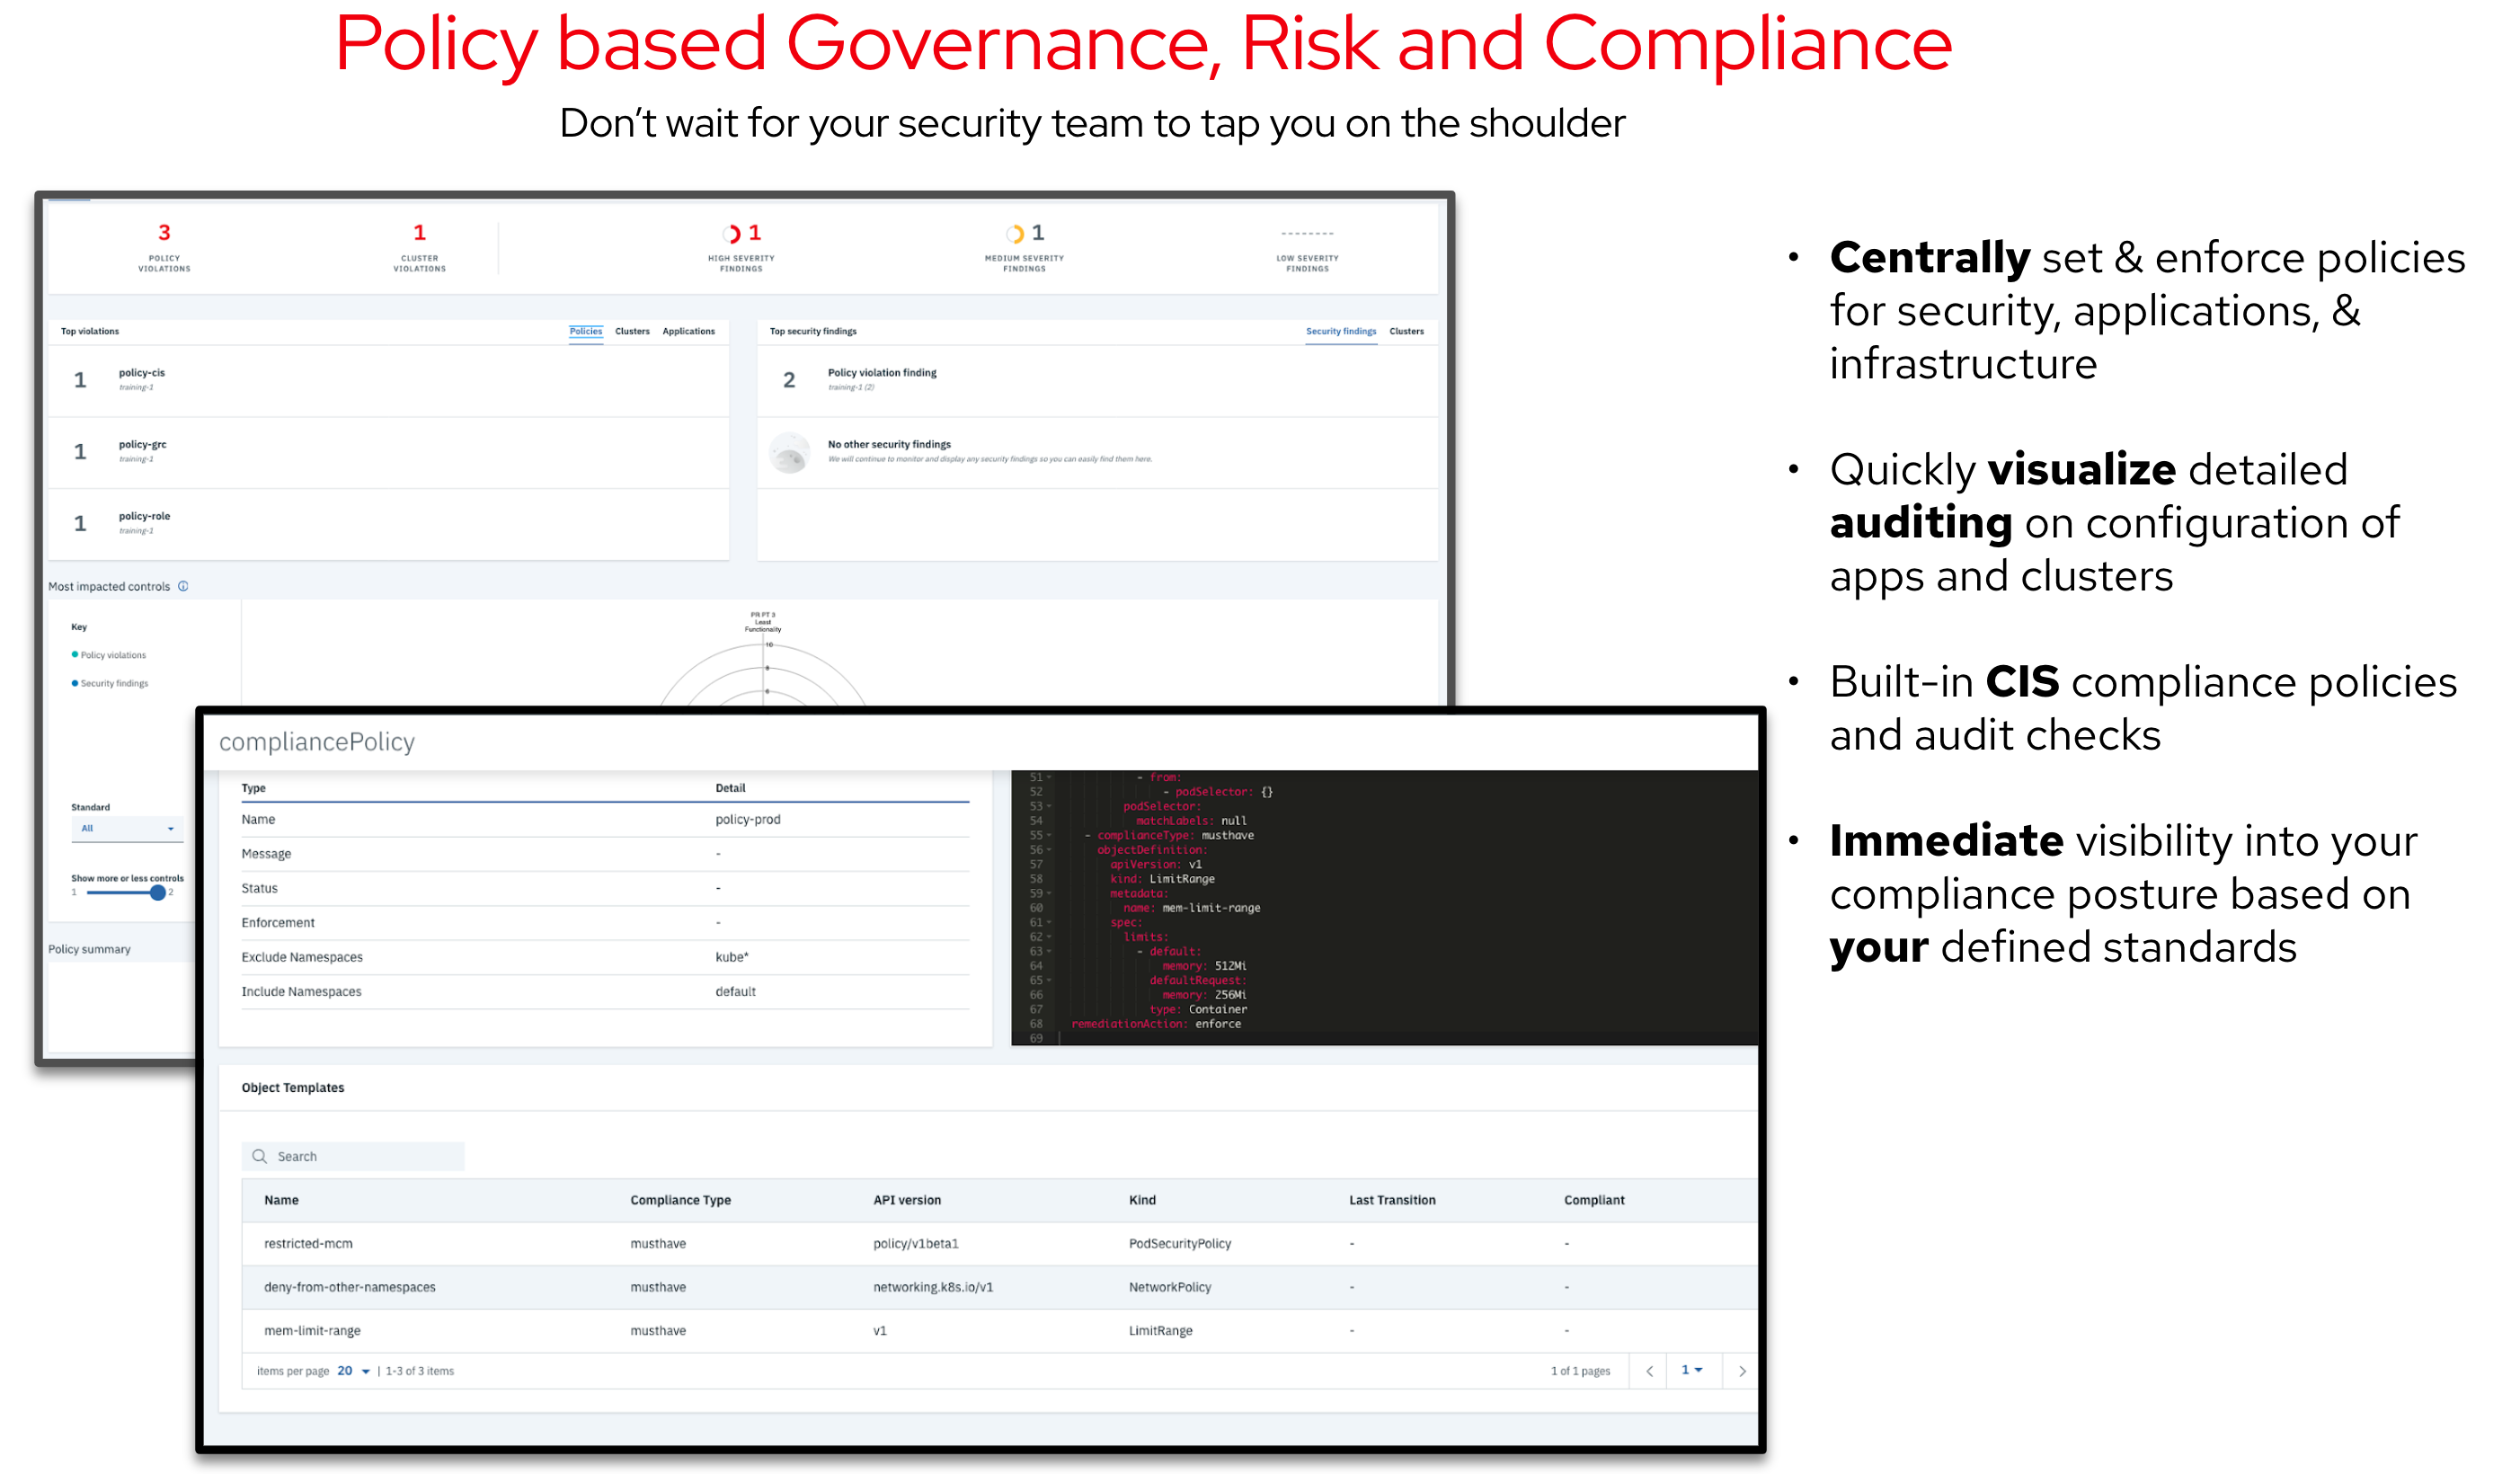 Policy based Governance, Risk and Compliance
Don't wait for your security team to tap you on the shoulder
3
POLICY
VIOLATIONS
1
CLUSTER
VIOLATIONS
1
HIGH SEVERITY
FINDINGS
1
MEDIUM SEVERITY
FINDINGS
--------
LOW SEVERITY
FINDINGS
Top violations
Policies Clusters Applications
1 policy-cis
training-1
1 policy-grc
training-1
1 policy-role
training-1
Top security findings
Security findings Clusters
2 Policy violation finding
training-1 (2)
No other security findings
We will continue to monitor and display any security findings so you can easily find them here.
Most impacted controls
Key
Policy violations
Security findings
Standard
All
Show more or less controls
1 2
PR PT 3
Least
Functionality
10
8
6
Policy summary
compliancePolicy
Type Detail
Name policy-prod
Message -
Status -
Enforcement -
Exclude Namespaces kube*
Include Namespaces default
51 - from:
52 - podSelector: {}
53 podSelector:
54 matchLabels: null
55 - complianceType: musthave
56 objectDefinition:
57 apiVersion: v1
58 kind: LimitRange
59 metadata:
60 name: mem-limit-range
61 spec:
62 limits:
63 - default:
64 memory: 512Mi
65 defaultRequest:
66 memory: 256Mi
67 type: Container
68 remediationAction: enforce
69
Object Templates
Search
Name Compliance Type API version Kind Last Transition Compliant
restricted-mcm musthave policy/v1beta1 PodSecurityPolicy - -
deny-from-other-namespaces musthave networking.k8s.io/v1 NetworkPolicy - -
mem-limit-range musthave v1 LimitRange - -
items per page 20 | 1-3 of 3 items
1 of 1 pages < 1 >
• Centrally set & enforce policies
for security, applications, &
infrastructure
• Quickly visualize detailed
auditing on configuration of
apps and clusters
• Built-in CIS compliance policies
and audit checks
• Immediate visibility into your
compliance posture based on
your defined standards